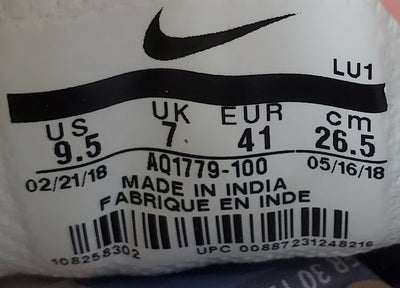 LU1
US UK EUR cm
9.5 7 41 26.5
AQ1779-100
02/21/18 05/16/18
MADE IN INDIA
FABRIQUE EN INDE
108258302 UPC 00887231248216